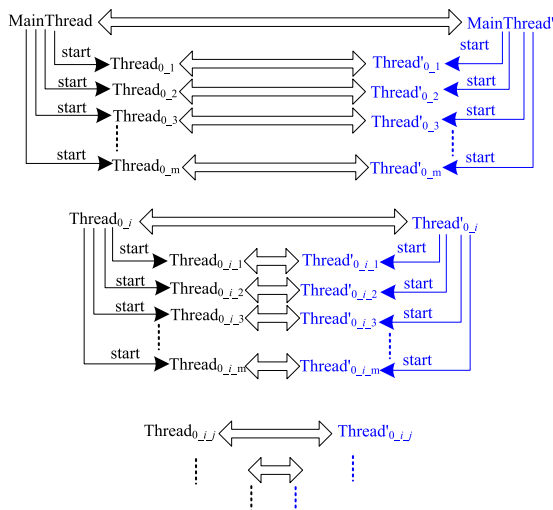 MainThread MainThread'
start start
Thread0_1 Thread'0_1
start start
Thread0_2 Thread'0_2
start start
Thread0_3 Thread'0_3
start start
Thread0_m Thread'0_m
Thread0_i Thread'0_i
start start
Thread0_i_1 Thread'0_i_1
start start
Thread0_i_2 Thread'0_i_2
start start
Thread0_i_3 Thread'0_i_3
start start
Thread0_i_m Thread'0_i_m
Thread0_i_j Thread'0_i_j